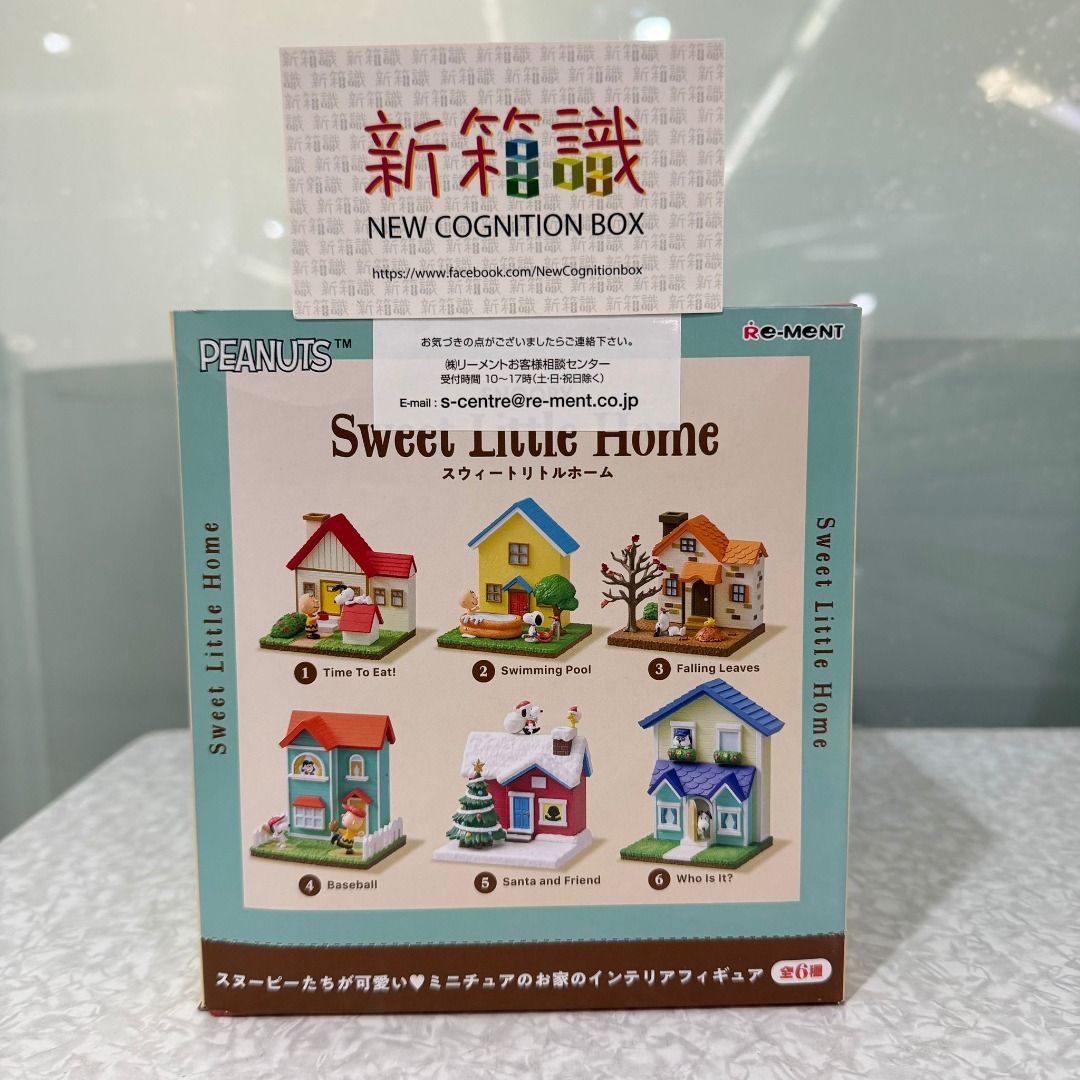 新箱識
NEW COGNITION BOX
https://www.facebook.com/NewCognitionbox
PEANUTS™
Re-MENT
お気づきの点がございましたらご連絡下さい。
㈱リーメントお客様相談センター
受付時間 10〜17時(土・日・祝日除く)
E-mail : s-centre@re-ment.co.jp
Sweet Little Home
スウィートリトルホーム
Sweet Little Home
Sweet Little Home
1 Time To Eat!
2 Swimming Pool
3 Falling Leaves
4 Baseball
5 Santa and Friend
6 Who Is It?
スヌーピーたちが可愛い♥ミニチュアのお家のインテリアフィギュア 全6種